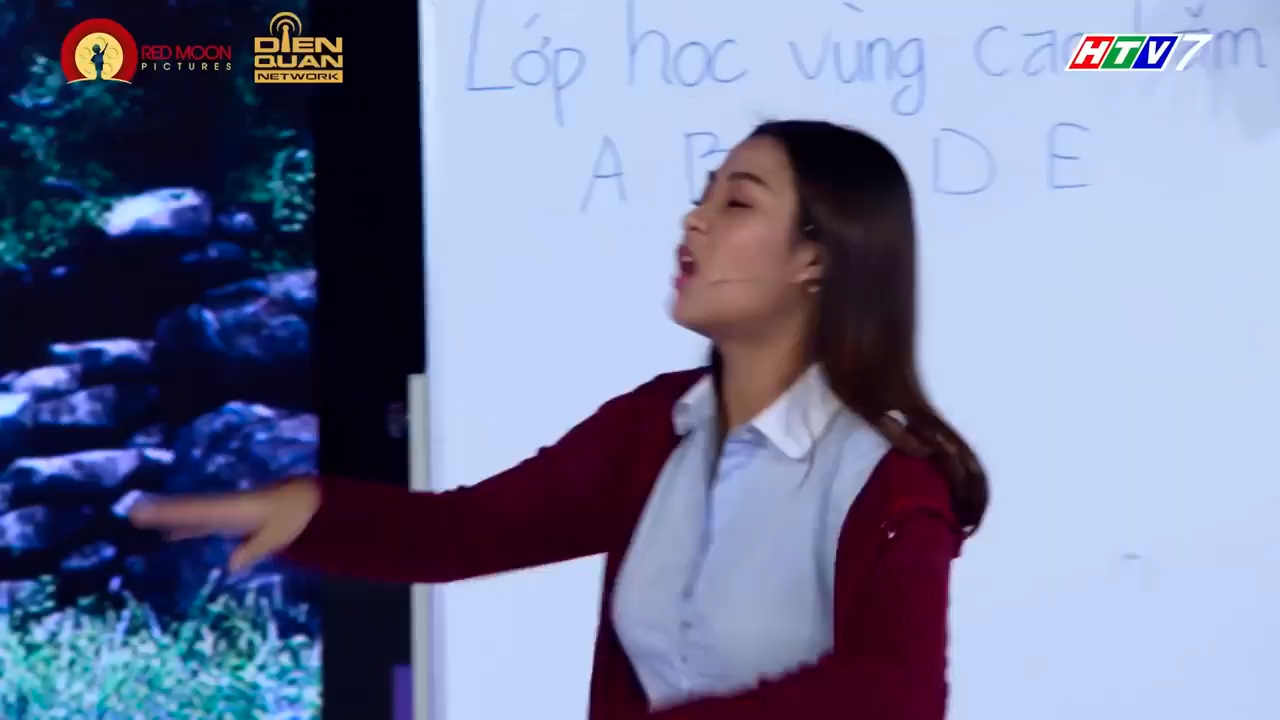 RED MOON
PICTURES
DIEN
QUAN
NETWORK
HTV7
Lớp học vùng cao
A B D E